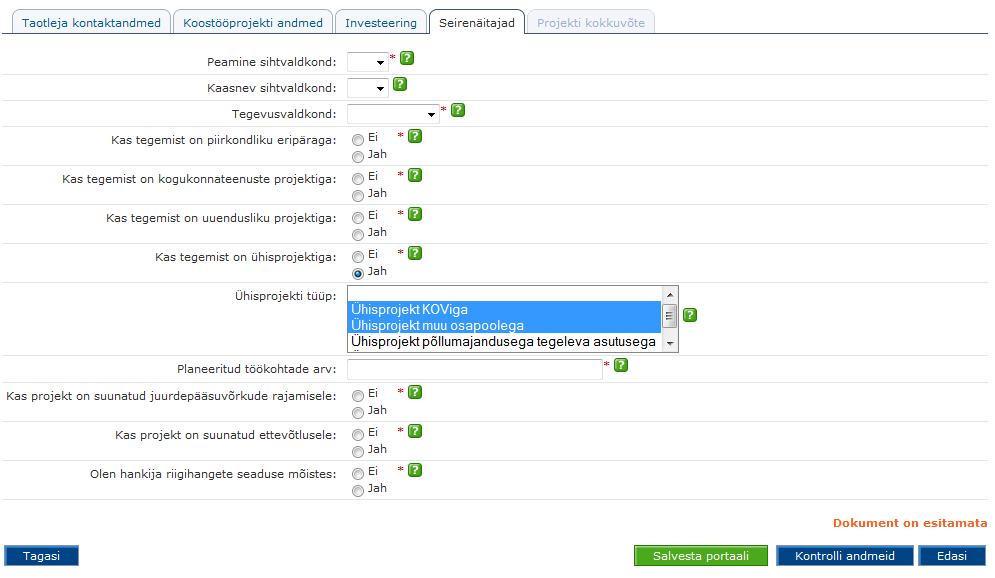 Taotleja kontaktandmed Koostööprojekti andmed Investeering Seirenäitajad Projekti kokkuvõte
Peamine sihtvaldkond: * ?
Kaasnev sihtvaldkond: ?
Tegevusvaldkond: * ?
Kas tegemist on piirkondliku eripäraga: Ei * ?
Jah
Kas tegemist on kogukonnateenuste projektiga: Ei * ?
Jah
Kas tegemist on uuendusliku projektiga: Ei * ?
Jah
Kas tegemist on ühisprojektiga: Ei * ?
Jah
Ühisprojekti tüüp: ?
Ühisprojekt KOViga
Ühisprojekt muu osapoolega
Ühisprojekt põllumajandusega tegeleva asutusega
Planeeritud töökohtade arv: * ?
Kas projekt on suunatud juurdepääsuvõrkude rajamisele: Ei * ?
Jah
Kas projekt on suunatud ettevõtlusele: Ei * ?
Jah
Olen hankija riigihangete seaduse mõistes: Ei * ?
Jah
Dokument on esitamata
Tagasi Salvesta portaali Kontrolli andmeid Edasi